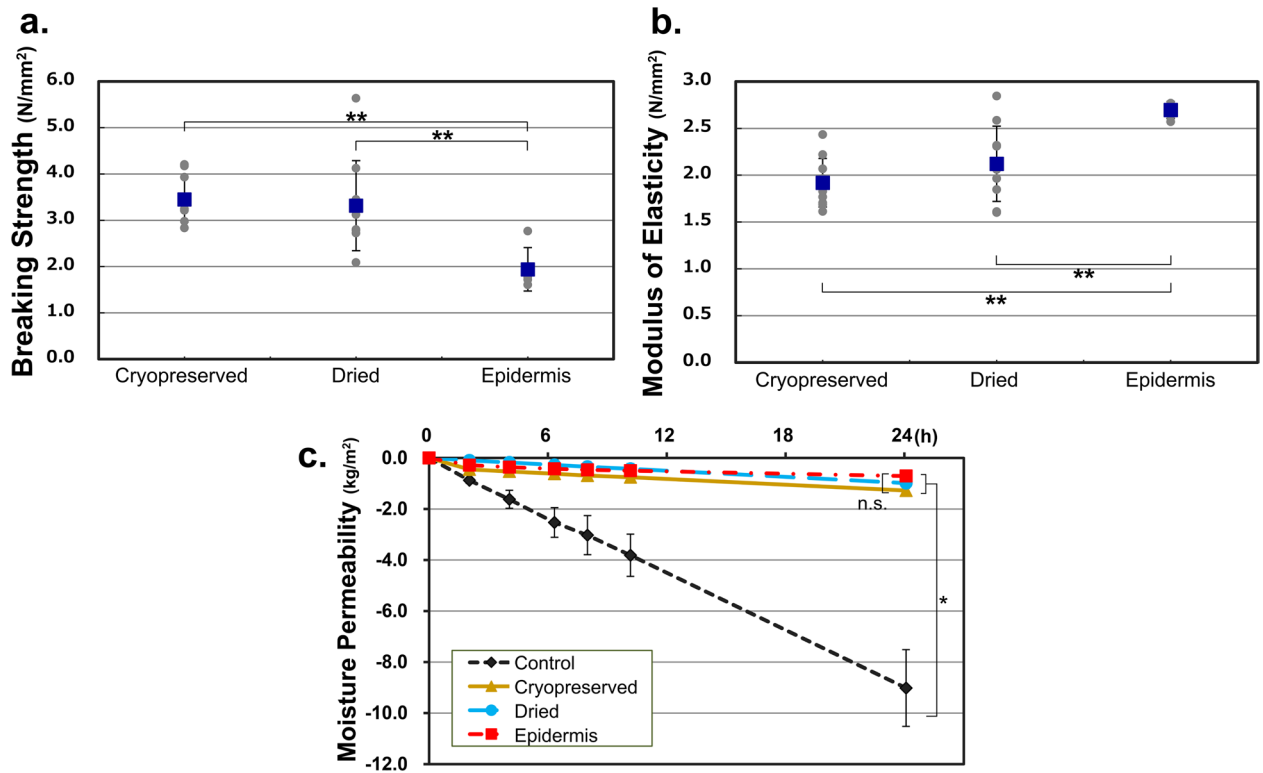 a.
Breaking Strength (N/mm²)
6.0
5.0
4.0
3.0
2.0
1.0
0.0
**
**
Cryopreserved Dried Epidermis
b.
Modulus of Elasticity (N/mm²)
3.0
2.5
2.0
1.5
1.0
0.5
0.0
**
**
Cryopreserved Dried Epidermis
c.
Moisture Permeability (kg/m²)
0 6 12 18 24 (h)
0.0
-2.0
-4.0
-6.0
-8.0
-10.0
-12.0
n.s.
*
Control
Cryopreserved
Dried
Epidermis